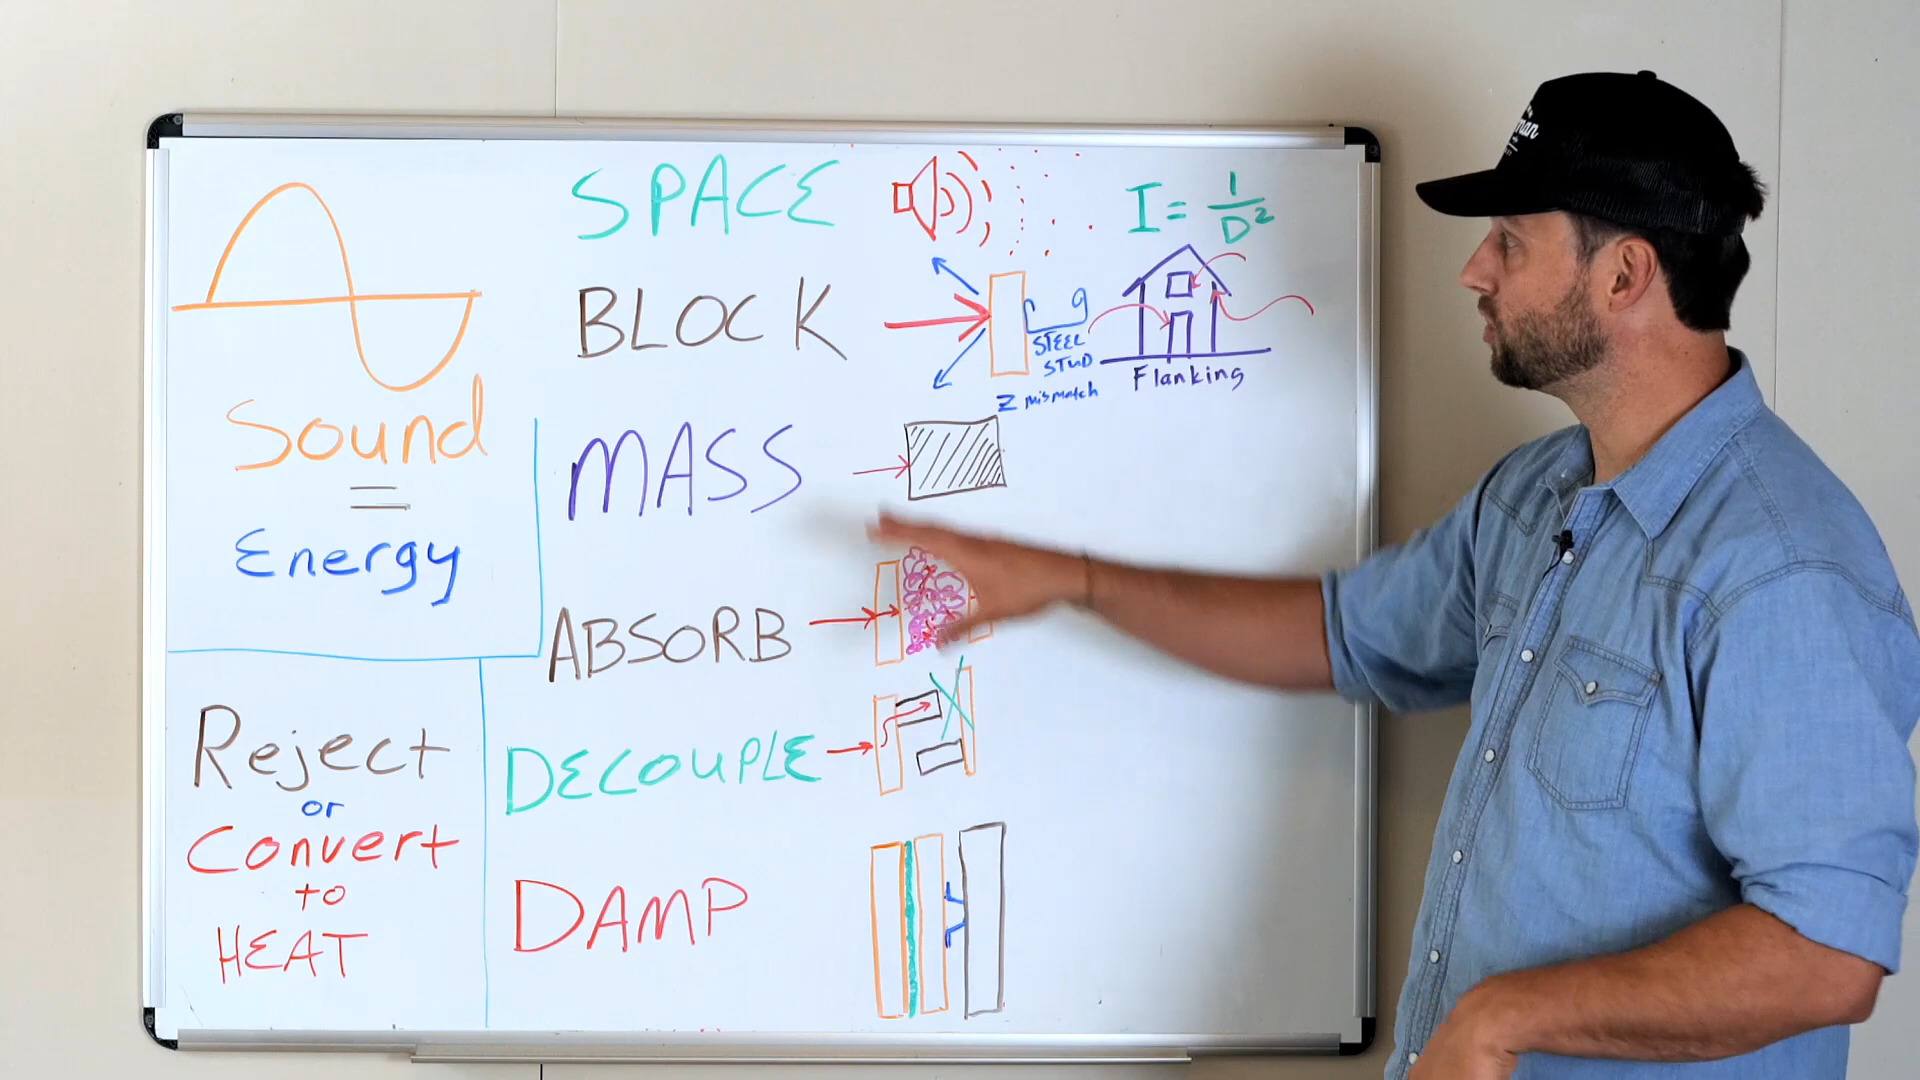 Sound
=
Energy
Reject
or
Convert
to
HEAT
SPACE
I = 1/D²
BLOCK
STEEL
STUD
Z mismatch
Flanking
MASS
ABSORB
DECOUPLE
DAMP